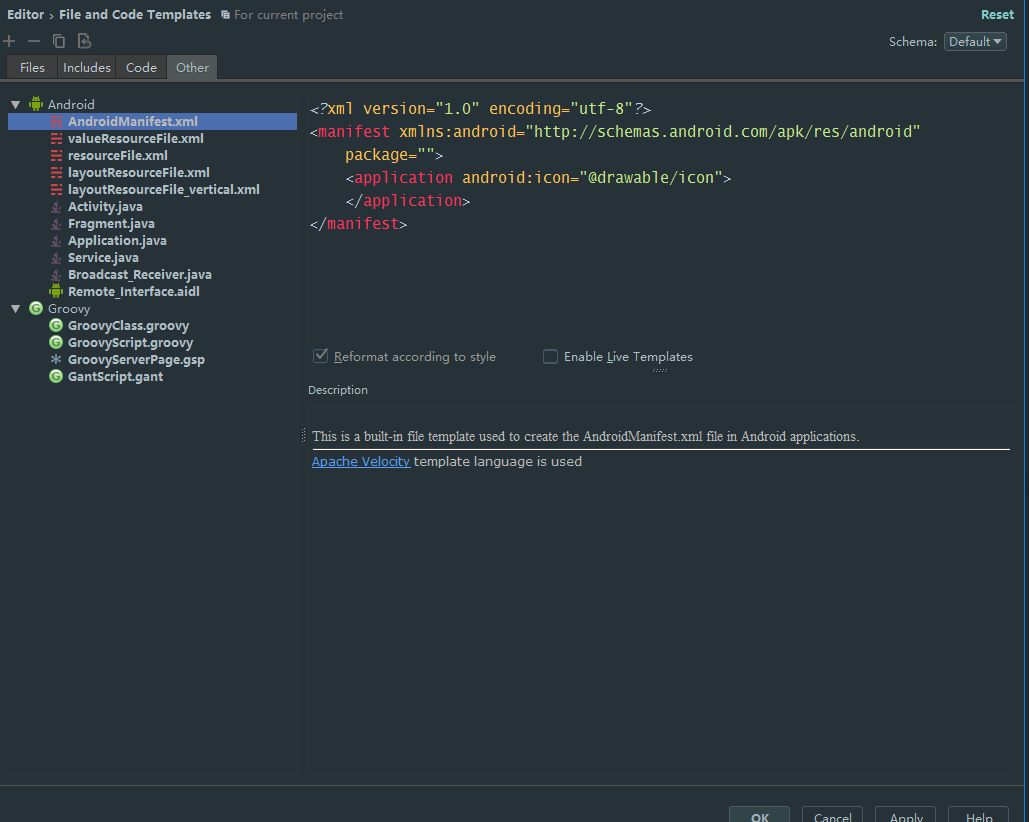 Editor › File and Code Templates For current project Reset
Schema: Default
Files Includes Code Other
Android
AndroidManifest.xml
valueResourceFile.xml
resourceFile.xml
layoutResourceFile.xml
layoutResourceFile_vertical.xml
Activity.java
Fragment.java
Application.java
Service.java
Broadcast_Receiver.java
Remote_Interface.aidl
Groovy
GroovyClass.groovy
GroovyScript.groovy
GroovyServerPage.gsp
GantScript.gant
<?xml version="1.0" encoding="utf-8"?>
<manifest xmlns:android="http://schemas.android.com/apk/res/android"
package="">
<application android:icon="@drawable/icon">
</application>
</manifest>
Reformat according to style Enable Live Templates
Description
This is a built-in file template used to create the AndroidManifest.xml file in Android applications.
Apache Velocity template language is used
OK Cancel Apply Help